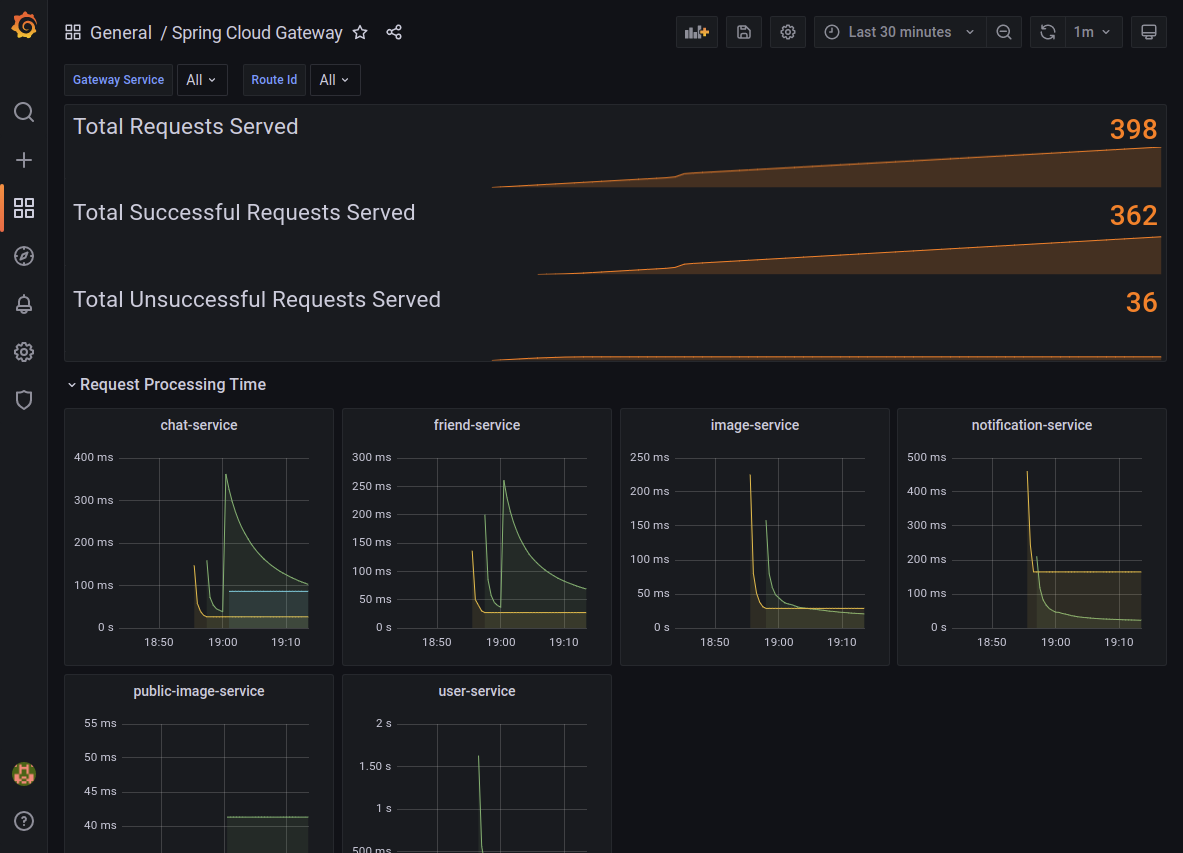 General / Spring Cloud Gateway
Last 30 minutes
1m
Gateway Service All Route Id All
Total Requests Served 398
Total Successful Requests Served 362
Total Unsuccessful Requests Served 36
Request Processing Time
chat-service
400 ms
300 ms
200 ms
100 ms
0 s
18:50 19:00 19:10
friend-service
300 ms
250 ms
200 ms
150 ms
100 ms
50 ms
0 s
18:50 19:00 19:10
image-service
250 ms
200 ms
150 ms
100 ms
50 ms
0 s
18:50 19:00 19:10
notification-service
500 ms
400 ms
300 ms
200 ms
100 ms
0 s
18:50 19:00 19:10
public-image-service
55 ms
50 ms
45 ms
40 ms
user-service
2 s
1.50 s
1 s
500 ms